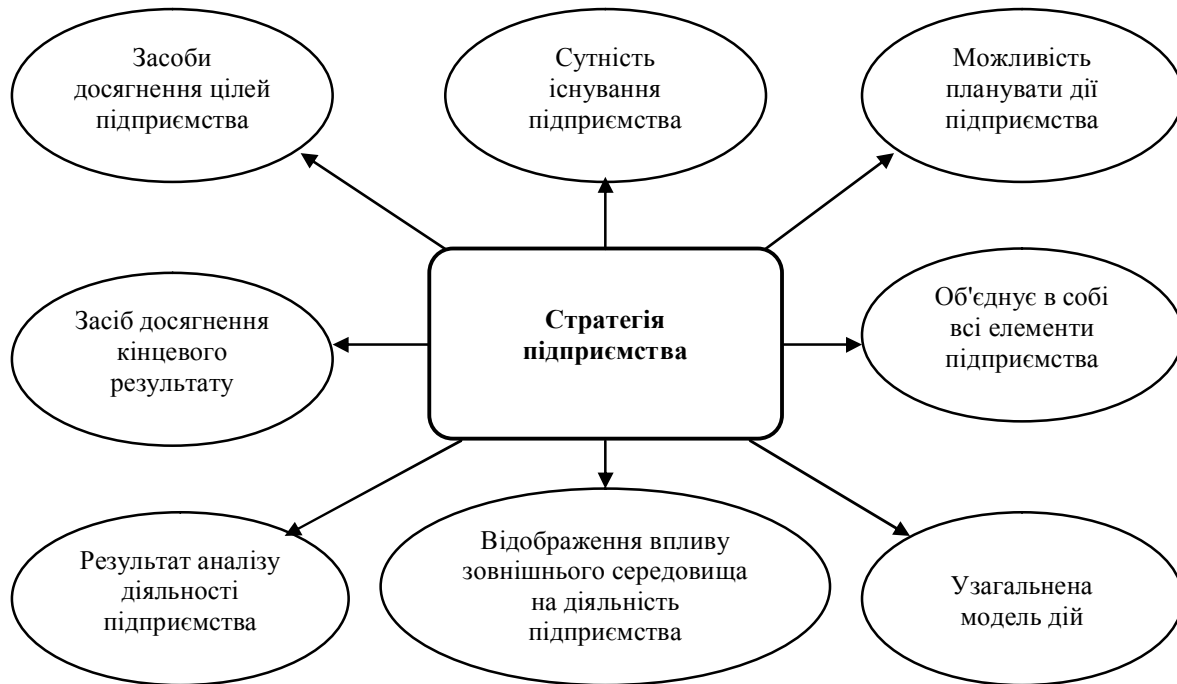 Засоби
досягнення цілей
підприємства
Сутність
існування
підприємства
Можливість
планувати дії
підприємства
Засіб досягнення
кінцевого
результату
Стратегія
підприємства
Об'єднує в собі
всі елементи
підприємства
Результат аналізу
діяльності
підприємства
Відображення впливу
зовнішнього середовища
на діяльність
підприємства
Узагальнена
модель дій